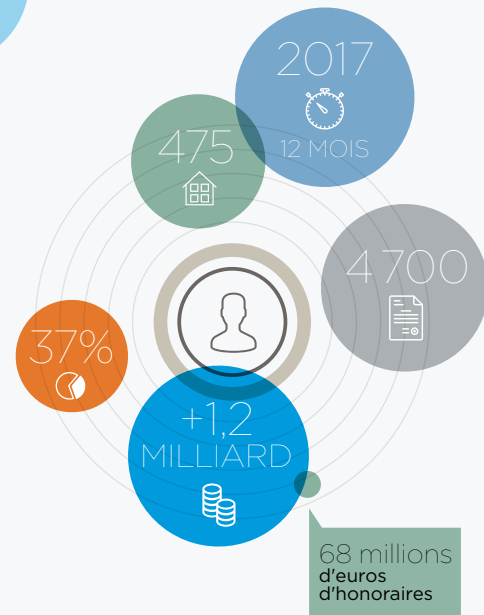 2017
12 MOIS
475
4 700
37%
+1,2
MILLIARD
68 millions
d'euros
d'honoraires